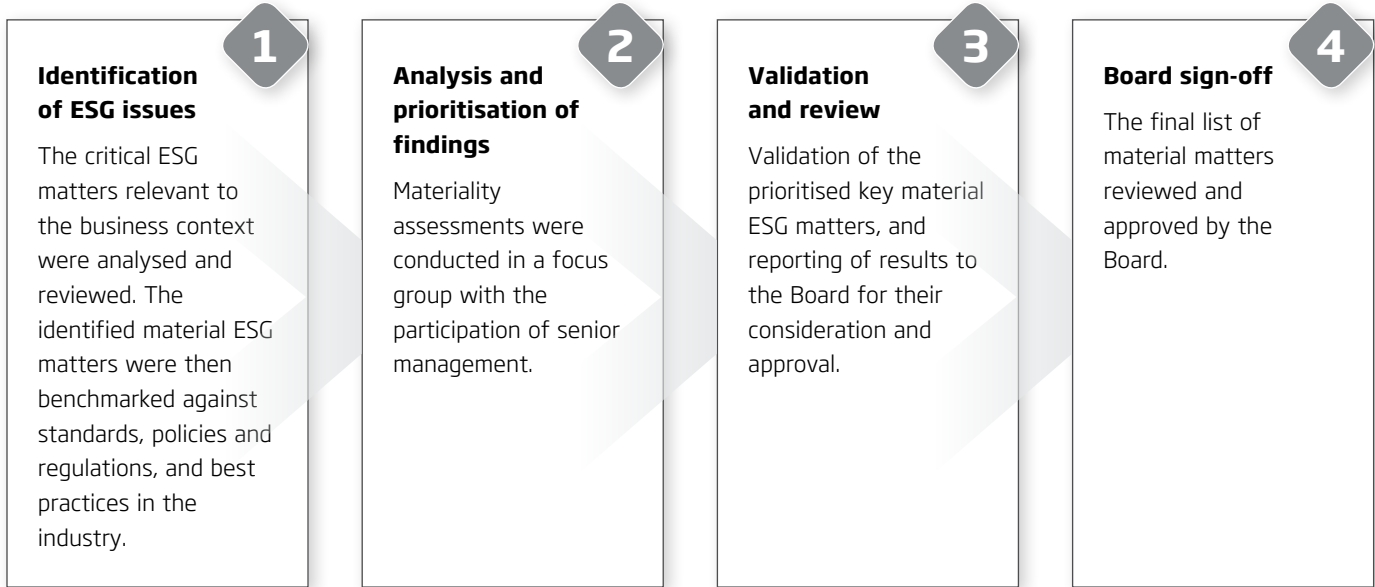 1
Identification
of ESG issues
The critical ESG
matters relevant to
the business context
were analysed and
reviewed. The
identified material ESG
matters were then
benchmarked against
standards, policies and
regulations, and best
practices in the
industry.
2
Analysis and
prioritisation of
findings
Materiality
assessments were
conducted in a focus
group with the
participation of senior
management.
3
Validation
and review
Validation of the
prioritised key material
ESG matters, and
reporting of results to
the Board for their
consideration and
approval.
4
Board sign-off
The final list of
material matters
reviewed and
approved by the
Board.